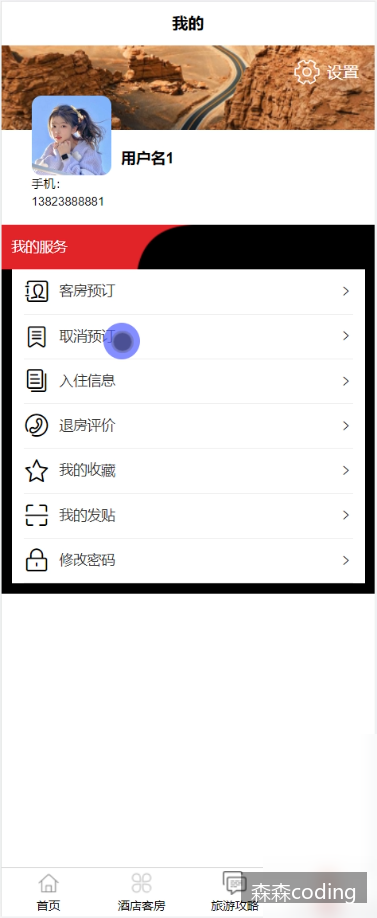 我的
设置
用户名1
手机：
13823888881
我的服务
客房预订
取消预订
入住信息
退房评价
我的收藏
我的发贴
修改密码
首页
酒店客房
旅游攻略
森森coding